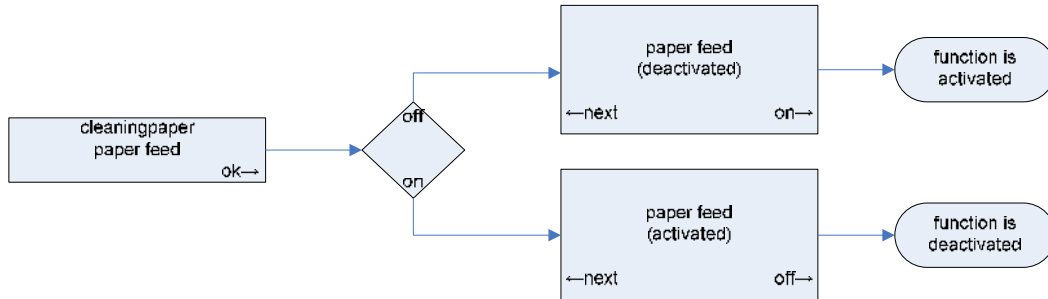 cleaningpaper
paper feed
ok→
off
on
paper feed
(deactivated)
←next on→
function is
activated
paper feed
(activated)
←next off→
function is
deactivated